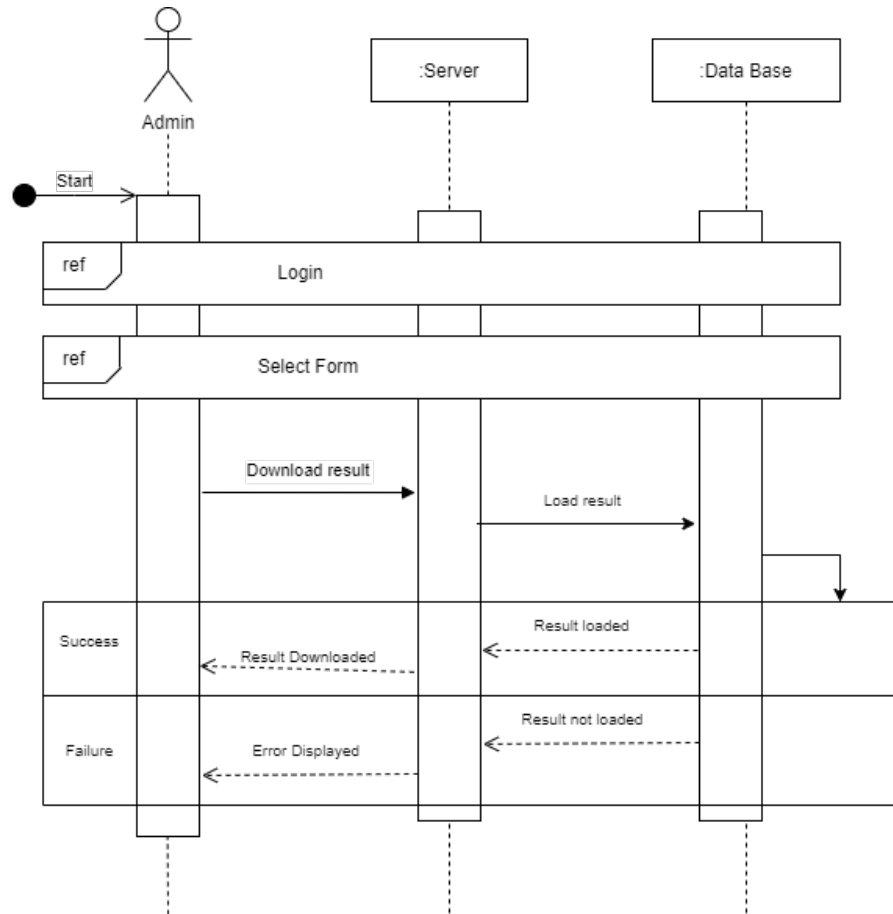 :Server
:Data Base
Admin
Start
ref
Login
ref
Select Form
Download result
Load result
Result loaded
Success
Result Downloaded
Result not loaded
Failure
Error Displayed